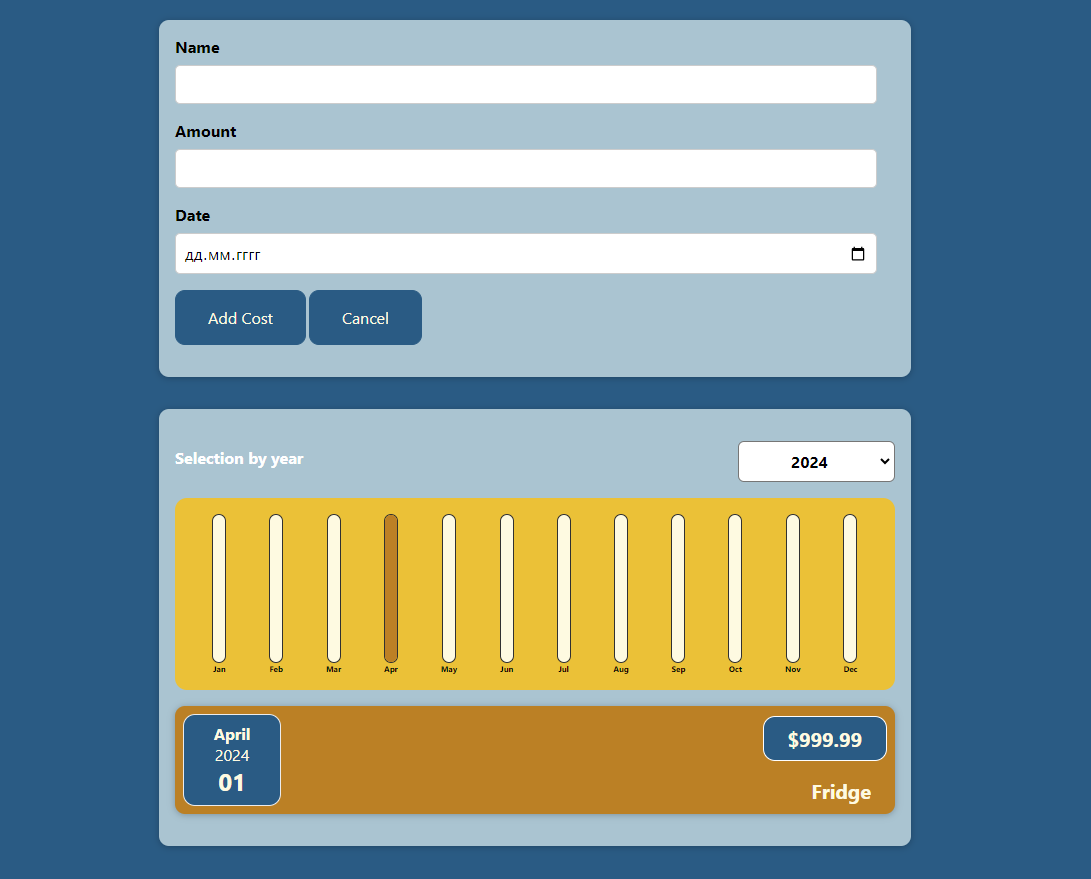 Name
Amount
Date
дд.мм.гггг
Add Cost Cancel
Selection by year
2024
Jan Feb Mar Apr May Jun Jul Aug Sep Oct Nov Dec
April
2024
01
$999.99
Fridge